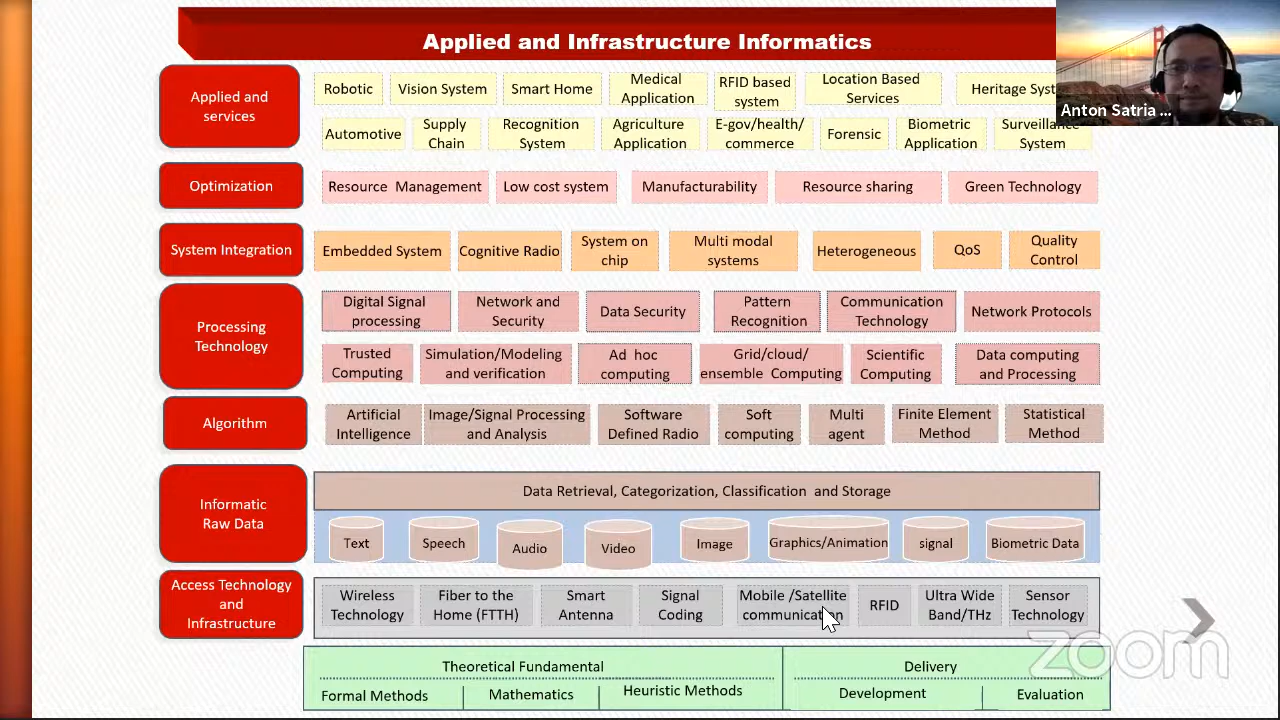 Applied and Infrastructure Informatics
Anton Satria ...
Applied and
services
Robotic
Vision System
Smart Home
Medical
Application
RFID based
system
Location Based
Services
Heritage
Automotive
Supply
Chain
Recognition
System
Agriculture
Application
E-gov/health/
commerce
Forensic
Biometric
Application
Surveillance
System
Optimization
Resource Management
Low cost system
Manufacturability
Resource sharing
Green Technology
System Integration
Embedded System
Cognitive Radio
System on
chip
Multi modal
systems
Heterogeneous
QoS
Quality
Control
Processing
Technology
Digital Signal
processing
Network and
Security
Data Security
Pattern
Recognition
Communication
Technology
Network Protocols
Trusted
Computing
Simulation/Modeling
and verification
Ad hoc
computing
Grid/cloud/
ensemble Computing
Scientific
Computing
Data computing
and Processing
Algorithm
Artificial
Intelligence
Image/Signal Processing
and Analysis
Software
Defined Radio
Soft
computing
Multi
agent
Finite Element
Method
Statistical
Method
Informatic
Raw Data
Data Retrieval, Categorization, Classification and Storage
Text
Speech
Audio
Video
Image
Graphics/Animation
signal
Biometric Data
Access Technology
and
Infrastructure
Wireless
Technology
Fiber to the
Home (FTTH)
Smart
Antenna
Signal
Coding
Mobile /Satellite
communication
RFID
Ultra Wide
Band/THz
Sensor
Technology
zoom
Theoretical Fundamental
Formal Methods
Mathematics
Heuristic Methods
Delivery
Development
Evaluation